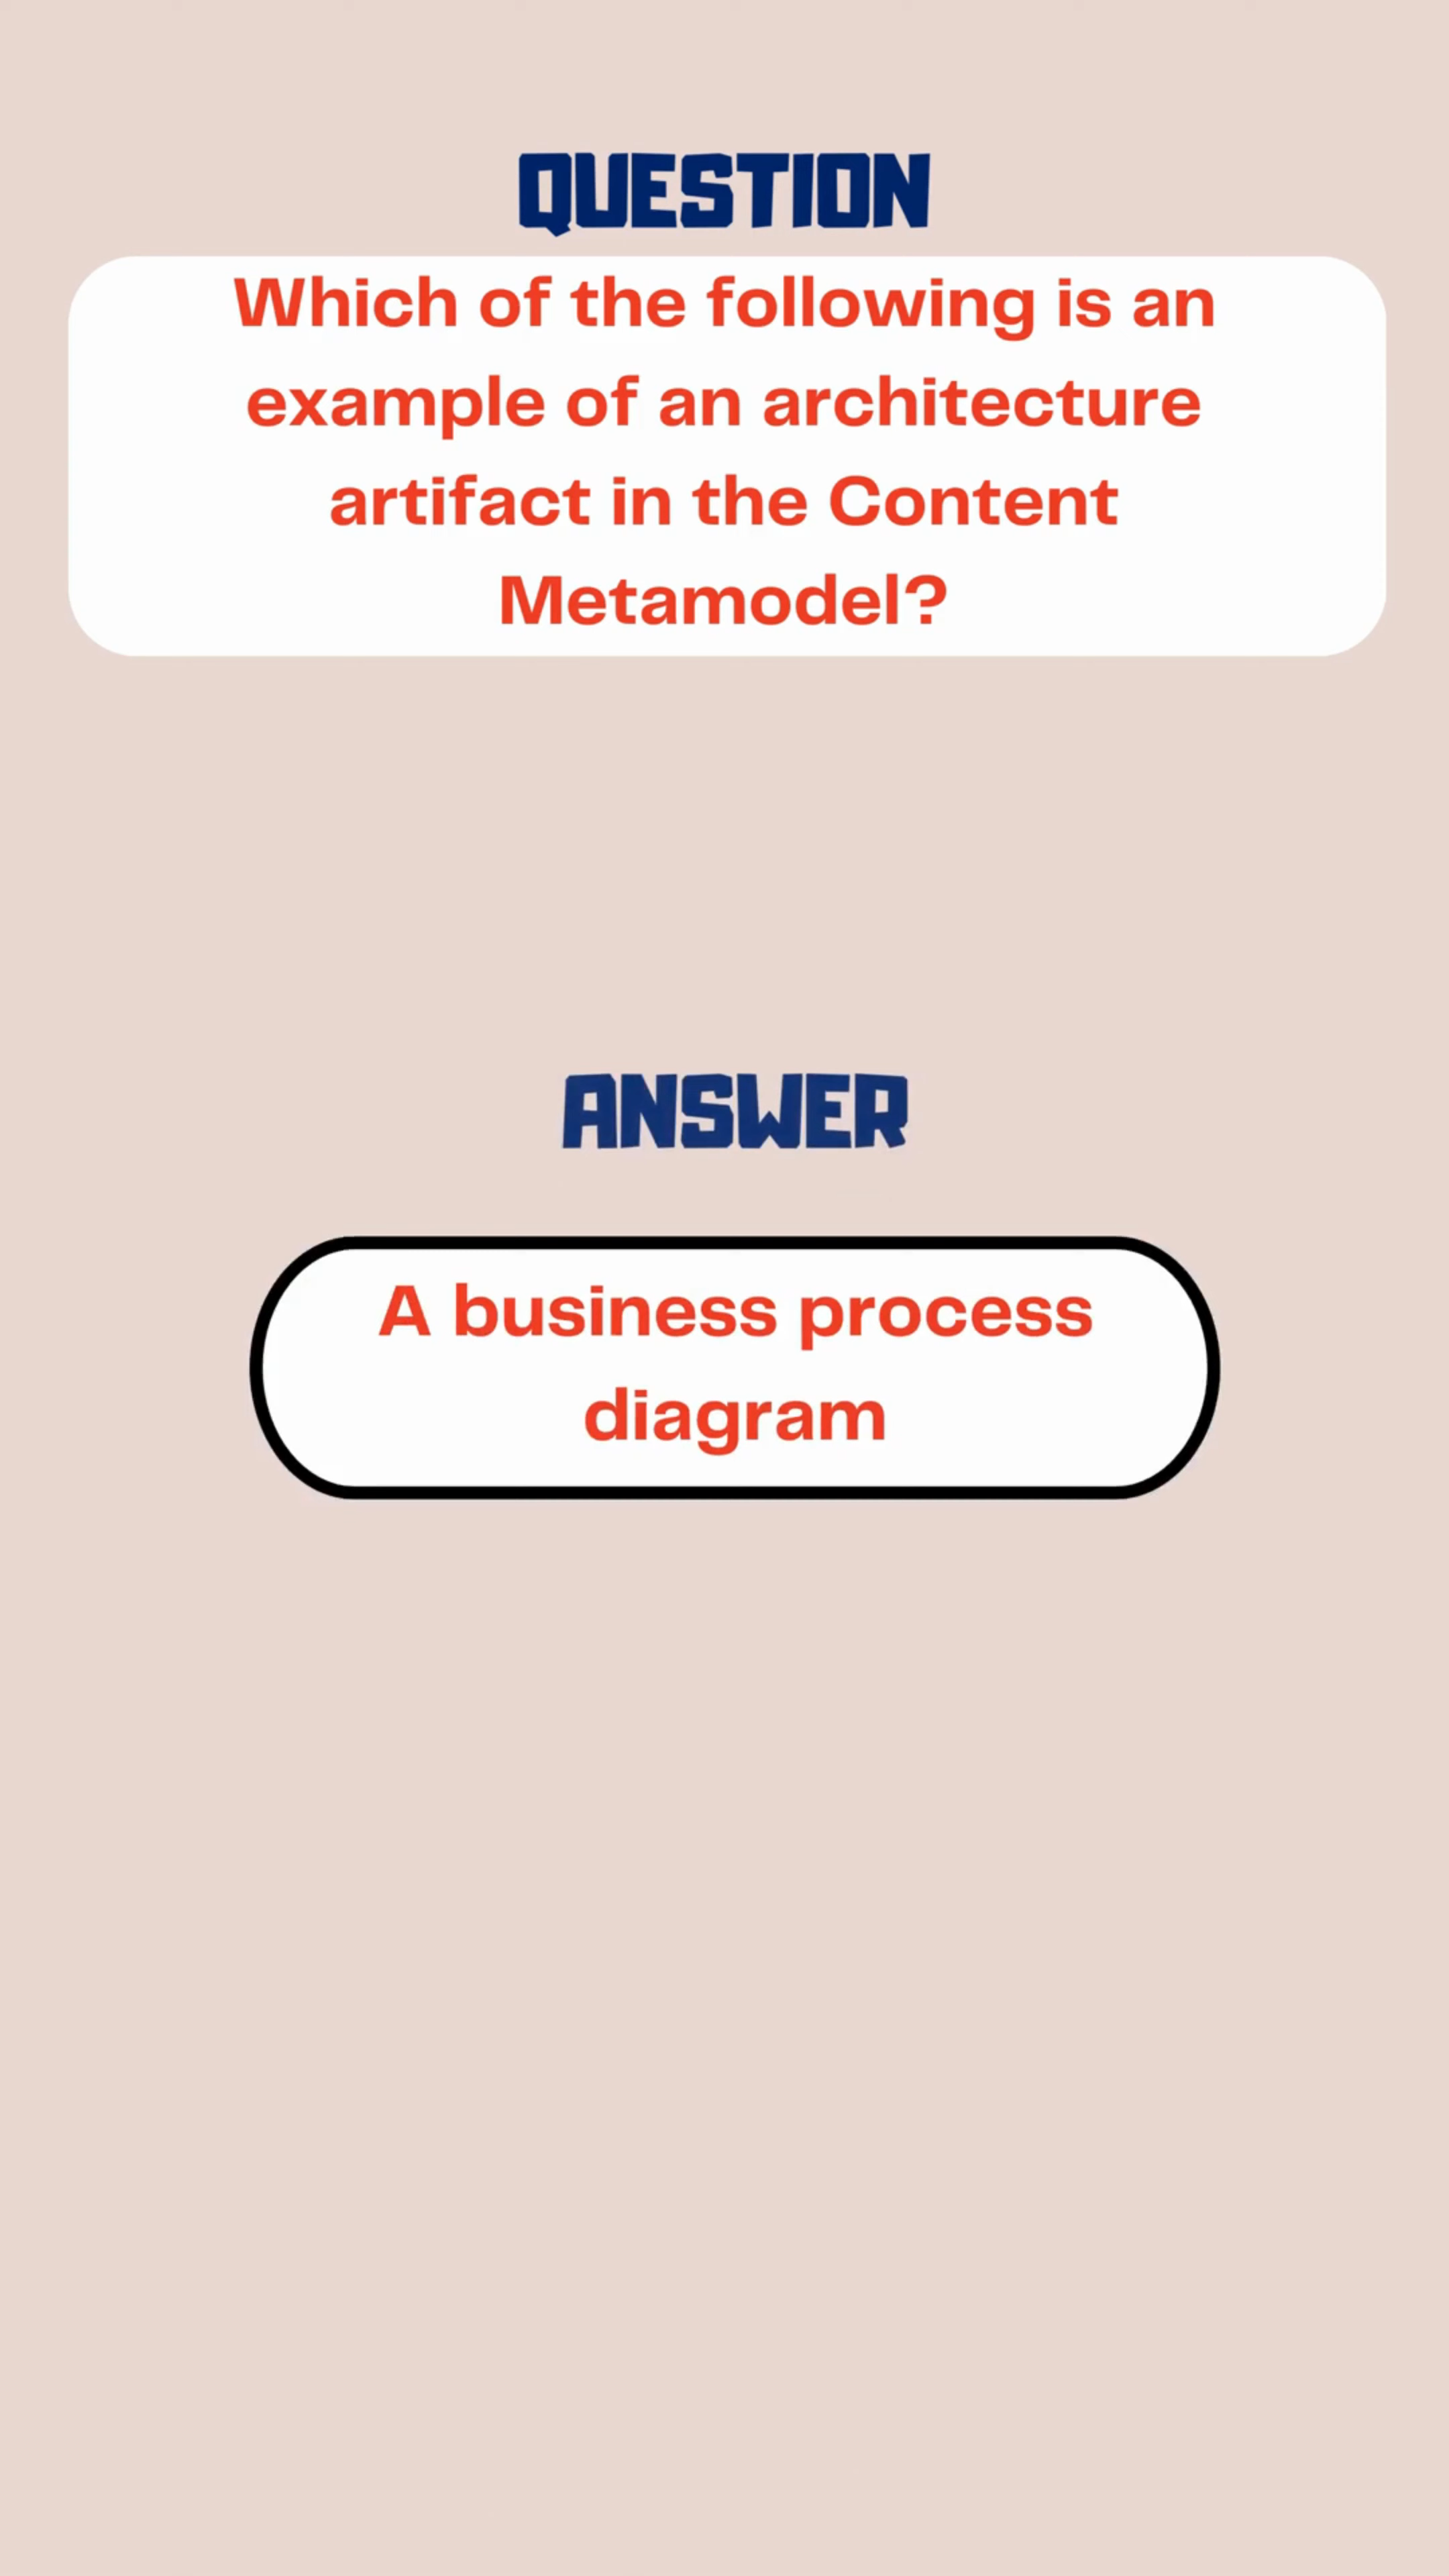 QUESTION
Which of the following is an
example of an architecture
artifact in the Content
Metamodel?
ANSWER
A business process
diagram